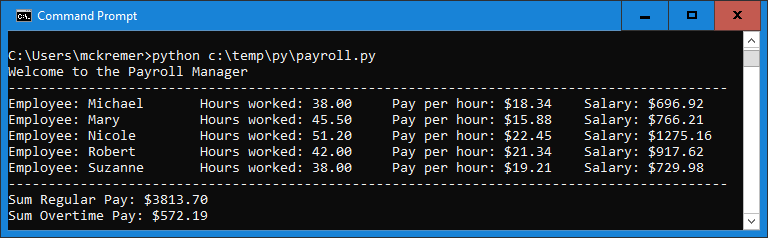 Command Prompt
C:\Users\mckremer>python c:\temp\py\payroll.py
Welcome to the Payroll Manager
------------------------------------------------------------------------------------------
Employee: Michael       Hours worked: 38.00     Pay per hour: $18.34    Salary: $696.92
Employee: Mary          Hours worked: 45.50     Pay per hour: $15.88    Salary: $766.21
Employee: Nicole        Hours worked: 51.20     Pay per hour: $22.45    Salary: $1275.16
Employee: Robert        Hours worked: 42.00     Pay per hour: $21.34    Salary: $917.62
Employee: Suzanne       Hours worked: 38.00     Pay per hour: $19.21    Salary: $729.98
------------------------------------------------------------------------------------------
Sum Regular Pay: $3813.70
Sum Overtime Pay: $572.19